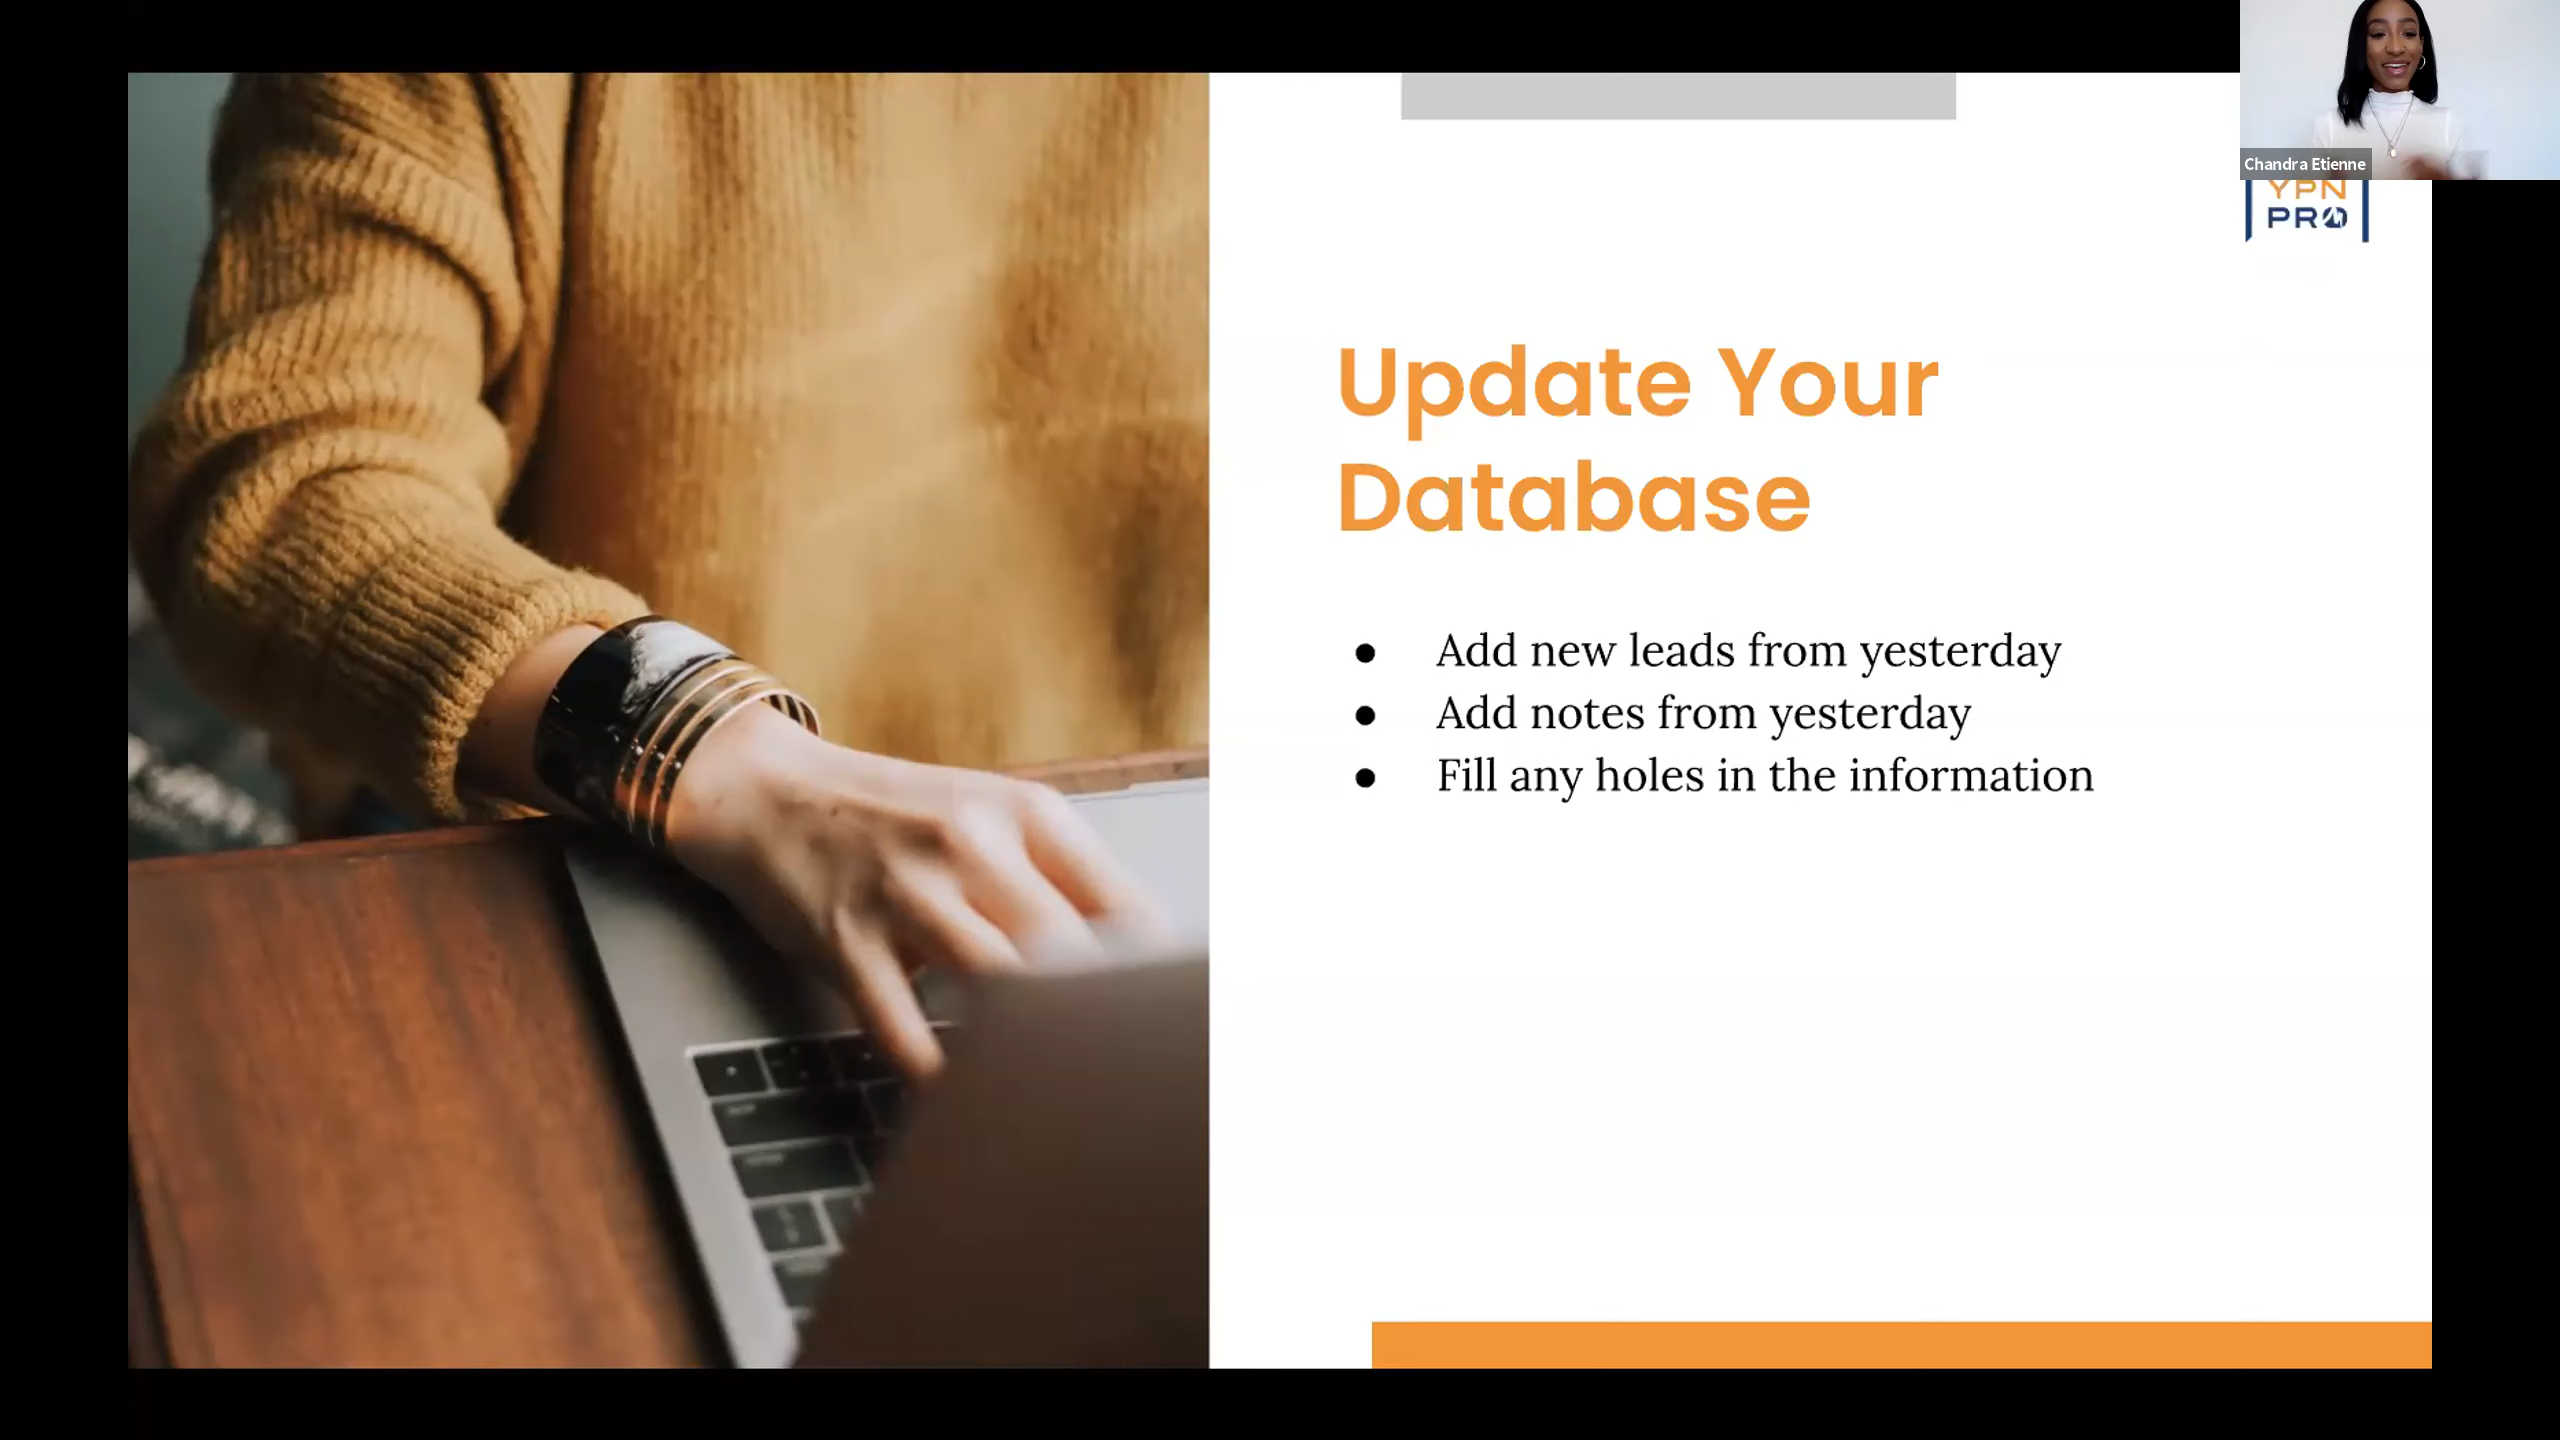 Chandra Etienne
YPN
PRO
Update Your
Database
● Add new leads from yesterday
● Add notes from yesterday
● Fill any holes in the information